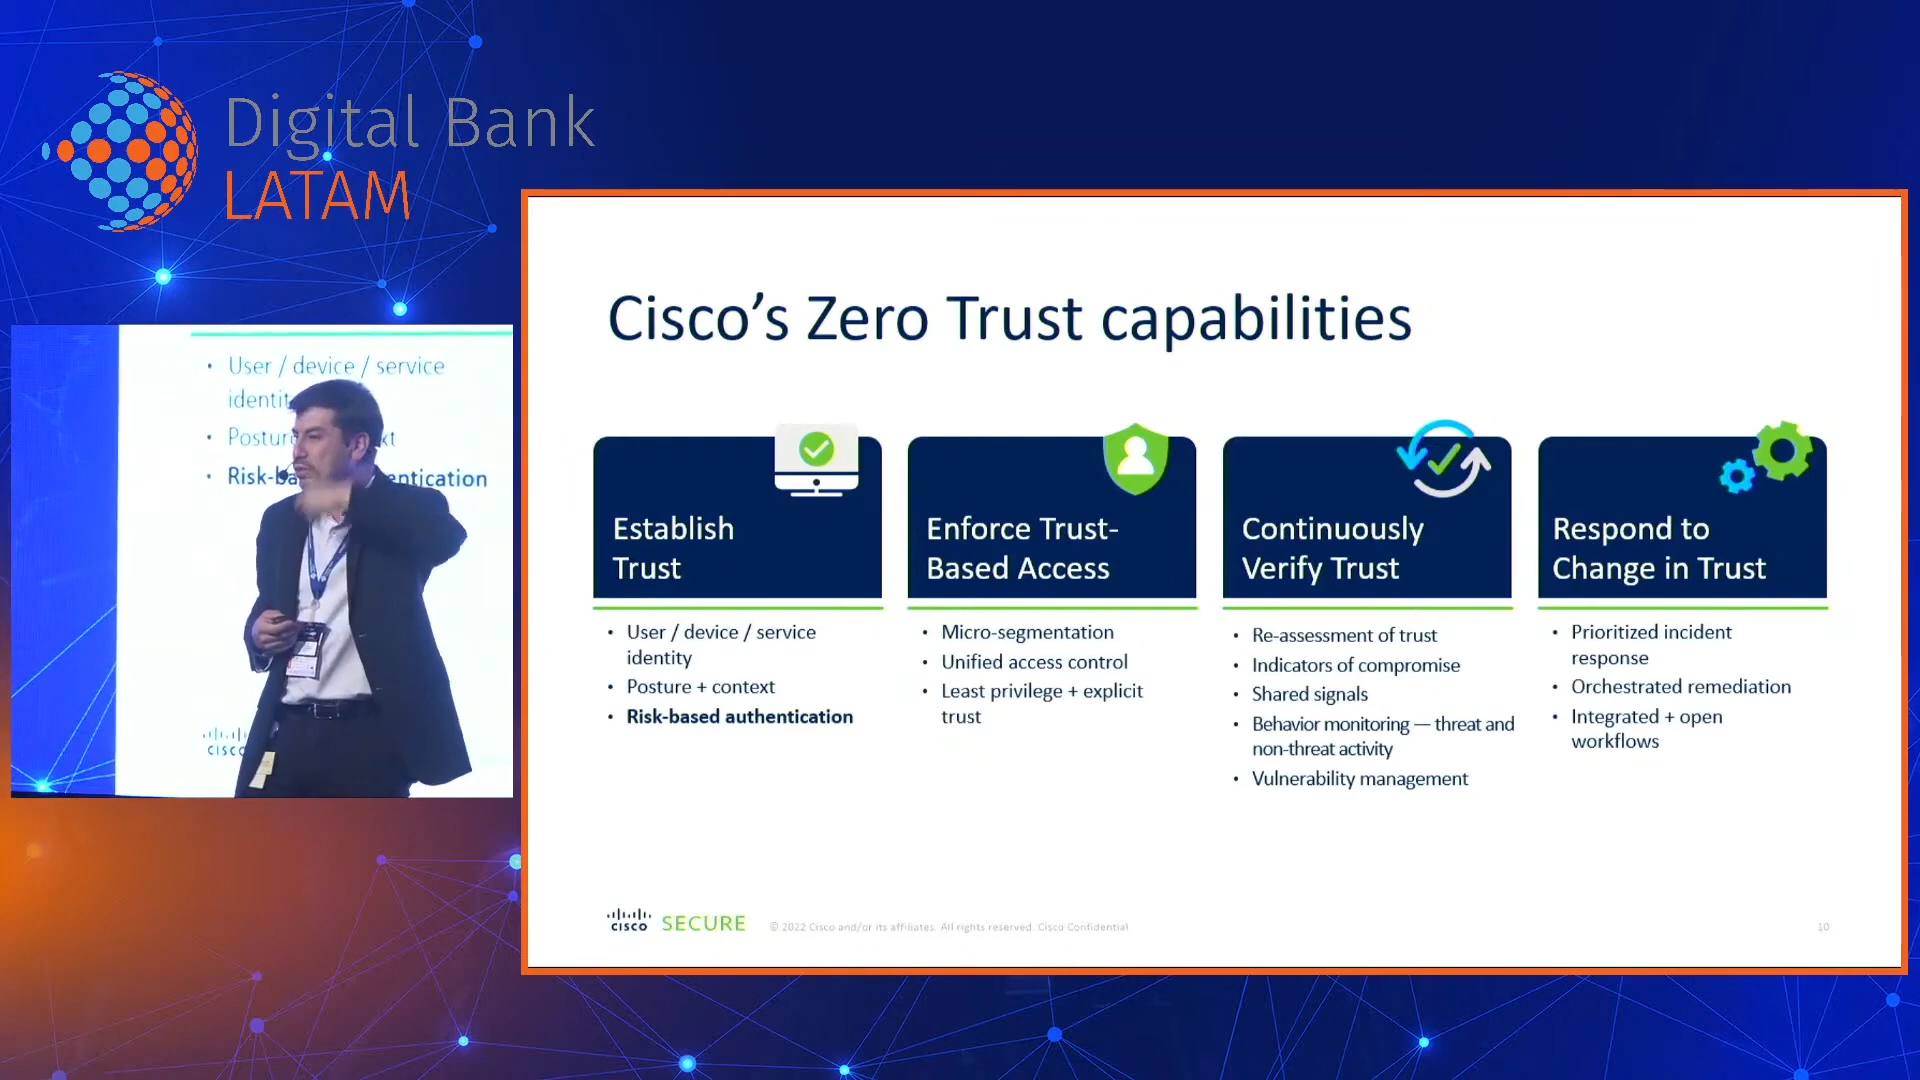 Digital Bank
LATAM
User / device / service
Risk-b
entication
cisco
Cisco's Zero Trust capabilities
Establish
Trust
User / device / service
identity
Posture + context
Risk-based authentication
Enforce Trust-
Based Access
Micro-segmentation
Unified access control
Least privilege + explicit
trust
Continuously
Verify Trust
Re-assessment of trust
Indicators of compromise
Shared signals
Behavior monitoring — threat and
non-threat activity
Vulnerability management
Respond to
Change in Trust
Prioritized incident
response
Orchestrated remediation
Integrated + open
workflows
cisco SECURE © 2022 Cisco and/or its affiliates. All rights reserved. Cisco Confidential 10